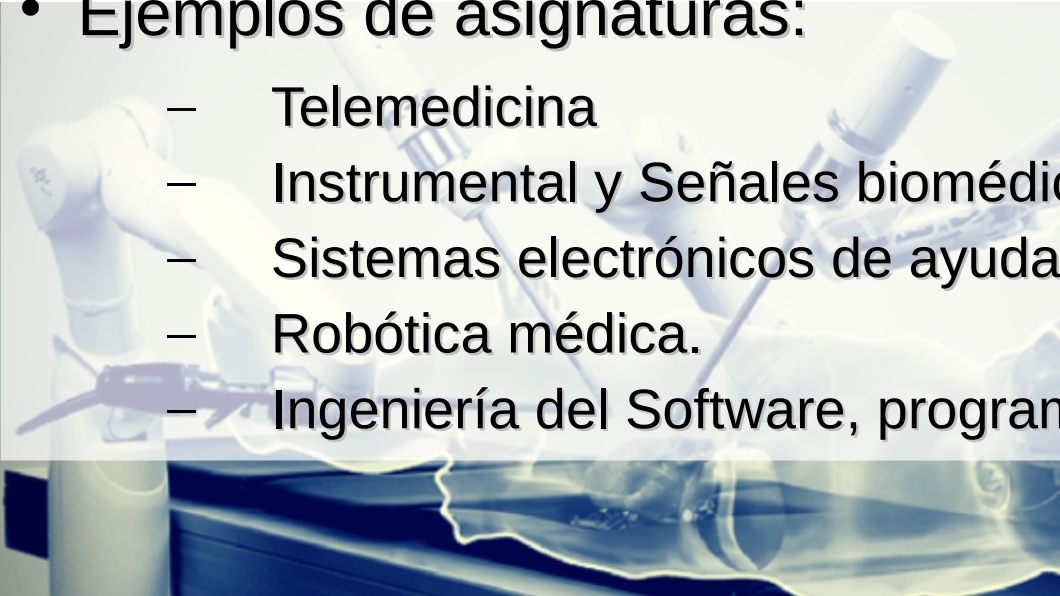 • Ejemplos de asignaturas:
– Telemedicina
– Instrumental y Señales
– Sistemas electrónicos de ayuda
– Robótica médica.
– Ingeniería del Software,